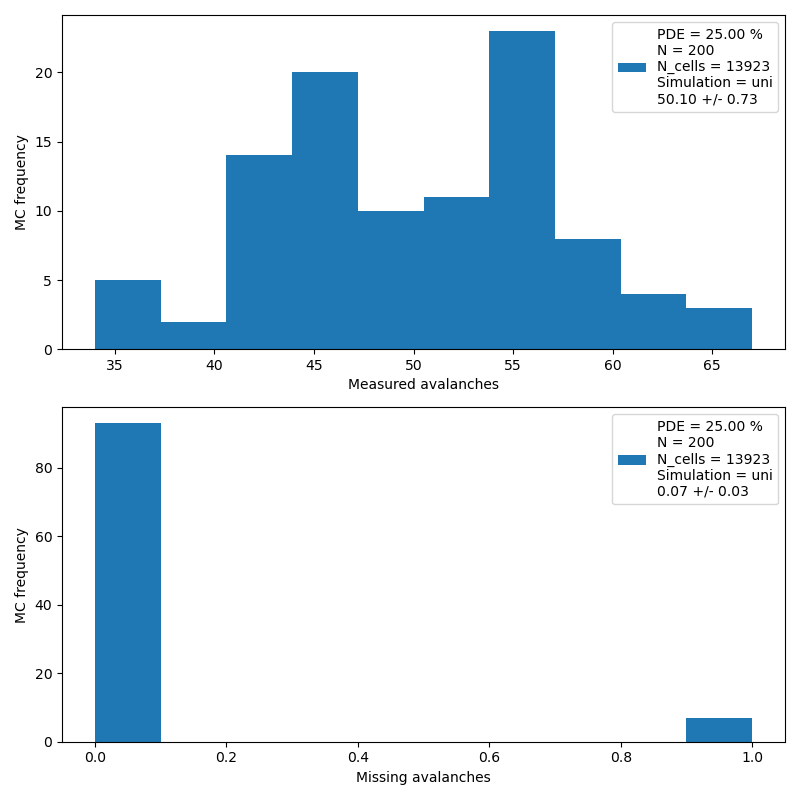 PDE = 25.00 %
N = 200
N_cells = 13923
Simulation = uni
50.10 +/- 0.73
MC frequency
20
15
10
5
0
35 40 45 50 55 60 65
Measured avalanches
PDE = 25.00 %
N = 200
N_cells = 13923
Simulation = uni
0.07 +/- 0.03
MC frequency
80
60
40
20
0
0.0 0.2 0.4 0.6 0.8 1.0
Missing avalanches